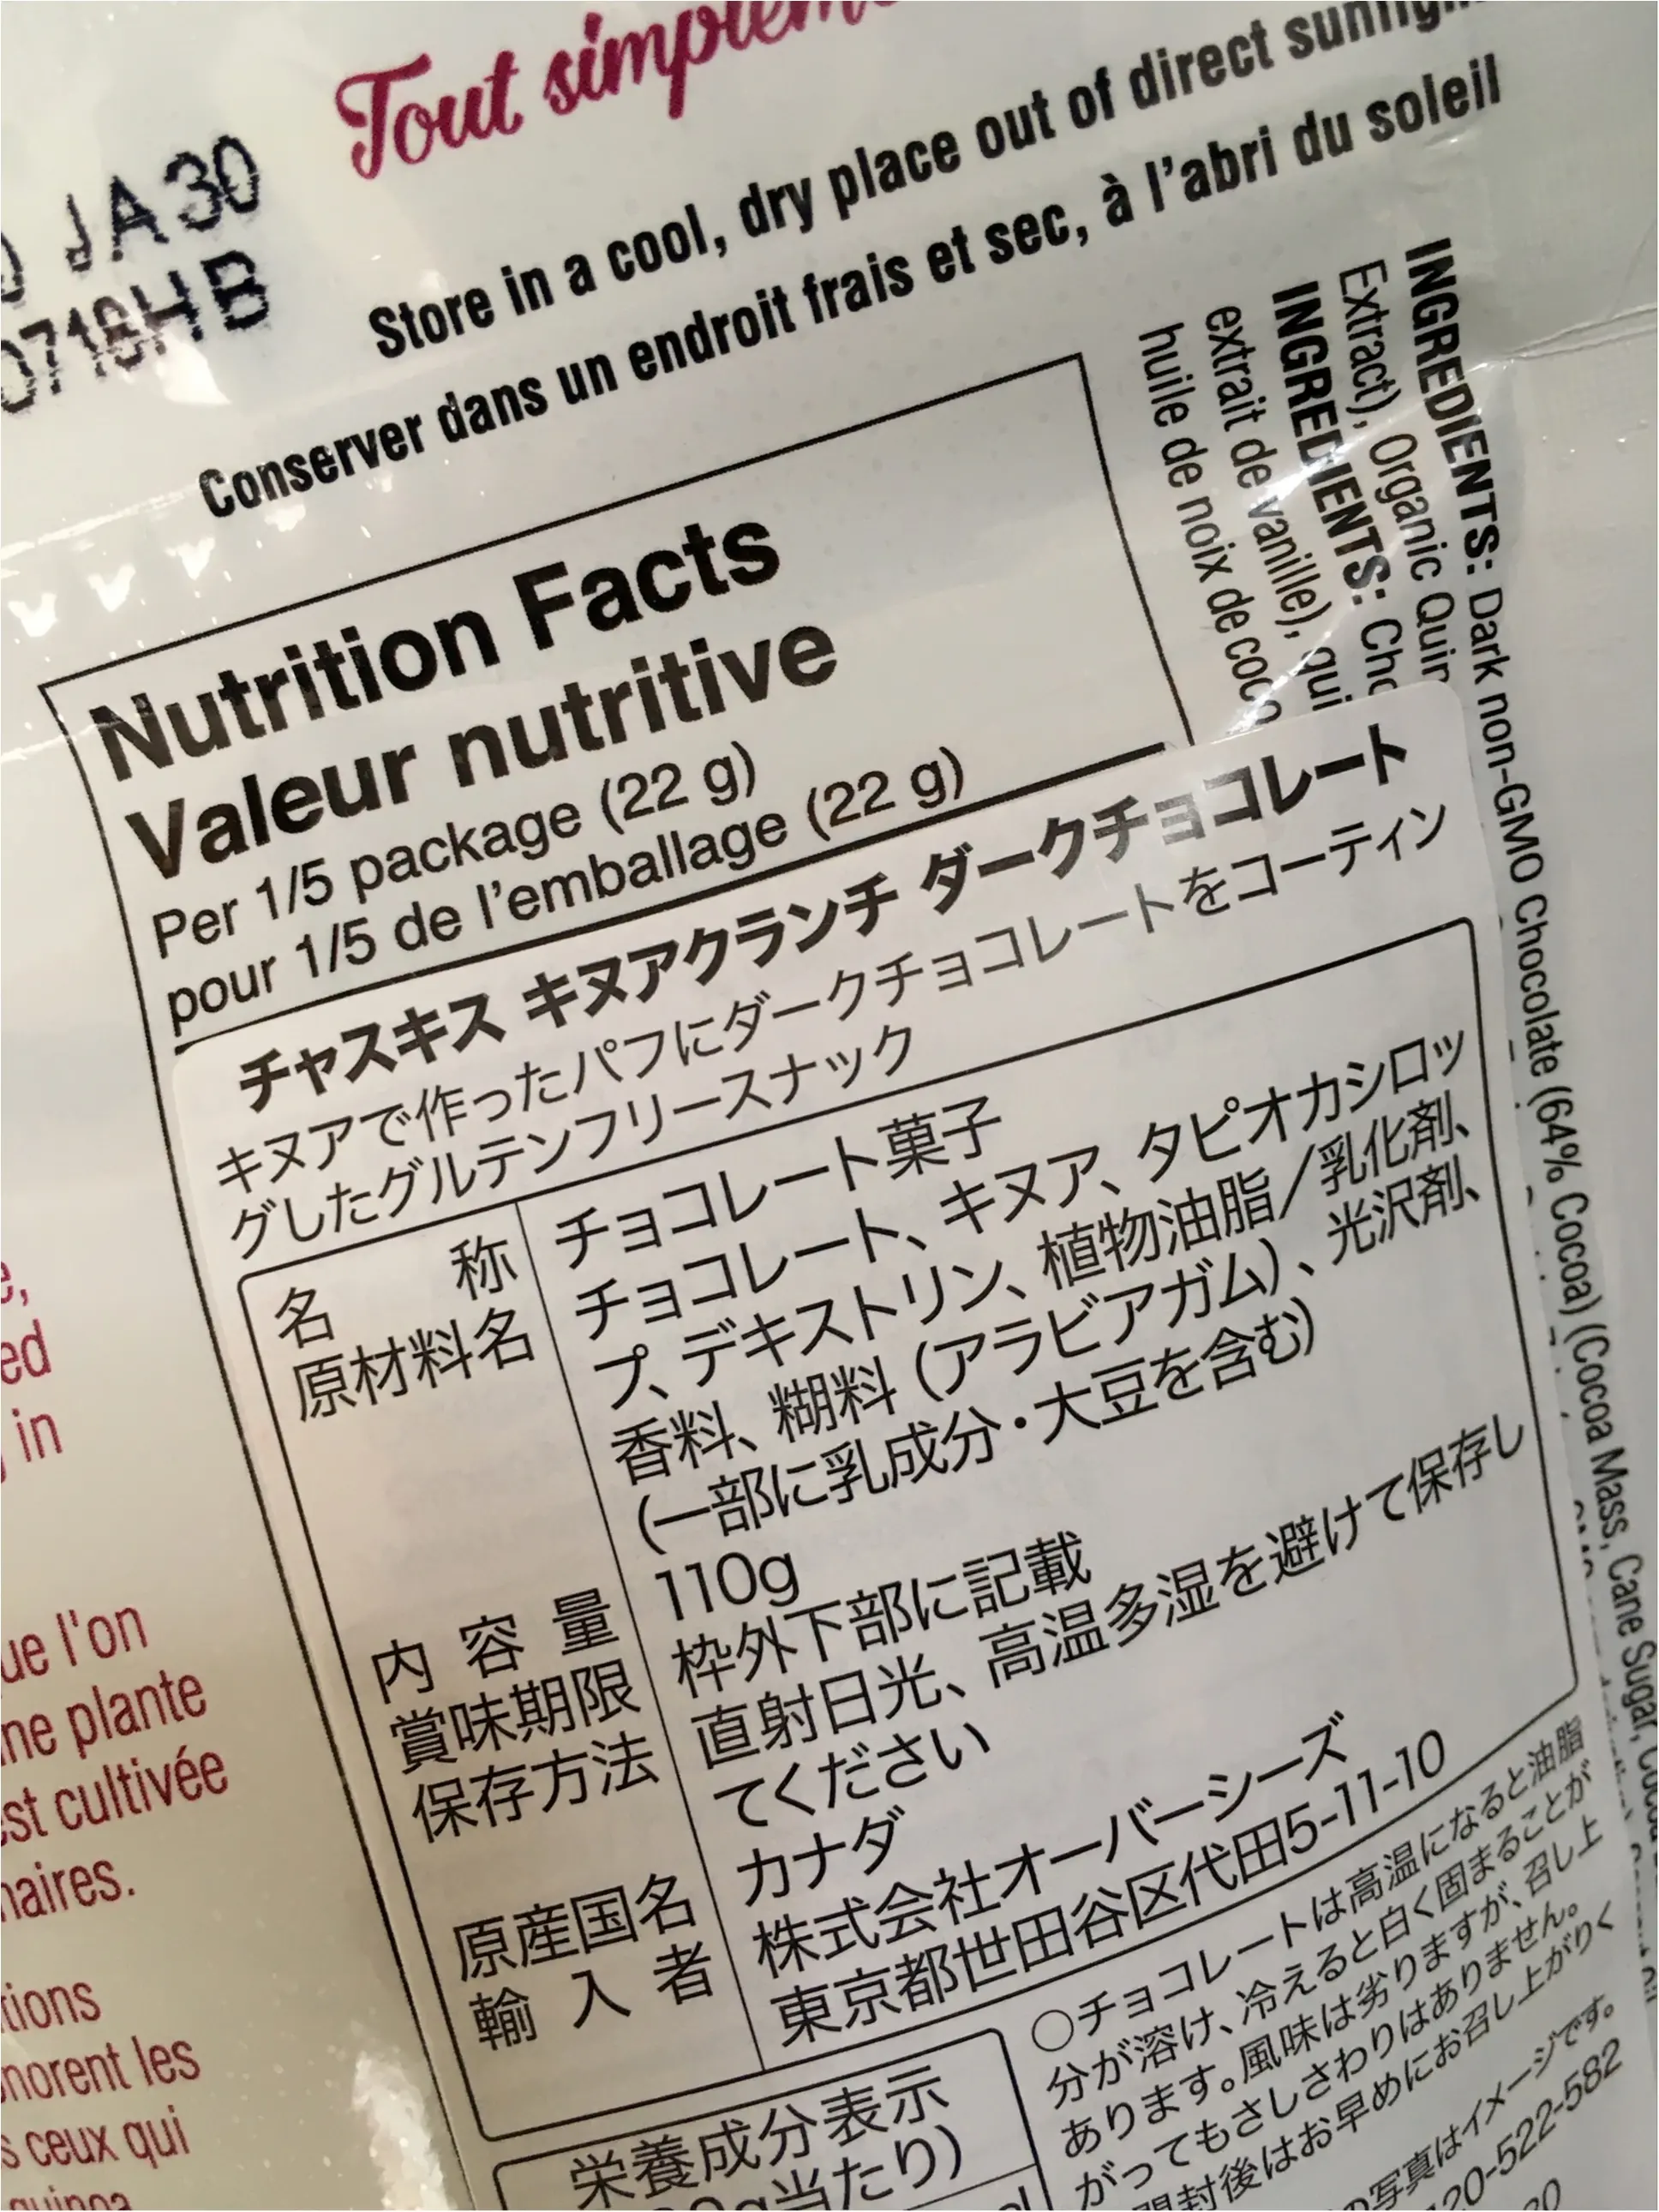 Tout
JA 30
Store in a cool, dry place out of direct
Conserver dans un endroit frais et sec, à l'abri du soleil
INGREDIENTS: Dark non-GMO Chocolate (64% Cocoa) (Cocoa Mass, Cane Sugar,
Extract), Organic
INGREDIENTS:
extrait de vanille),
huile de noix de coco
Nutrition Facts
Valeur nutritive
Per 1/5 package (22 g)
pour 1/5 de l'emballage (22 g)
チャスキス キヌアクランチ ダークチョコレート
キヌアで作ったパフにダークチョコレートをコーティン
グしたグルテンフリースナック
名称 チョコレート菓子
原材料名 チョコレート、キヌア、タピオカシロッ
プ、デキストリン、植物油脂／乳化剤、
香料、糊料（アラビアガム）、光沢剤、
（一部に乳成分・大豆を含む）
内容量 110g
賞味期限 枠外下部に記載
保存方法 直射日光、高温多湿を避けて保存し
てください
原産国名 カナダ
輸入者 株式会社オーバーシーズ
東京都世田谷区代田5-11-10
○チョコレートは高温になると油脂
分が溶け、冷えると白く固まることが
あります。風味は劣りますが、召し上
がってもさしさわりはありません。
開封後はお早めにお召し上がりく
写真はイメージです。
20-522-582
栄養成分表示
当たり）
ed
in
ue l'on
ne plante
st cultivée
naires.
tions
norent les
s ceux qui
quinoa